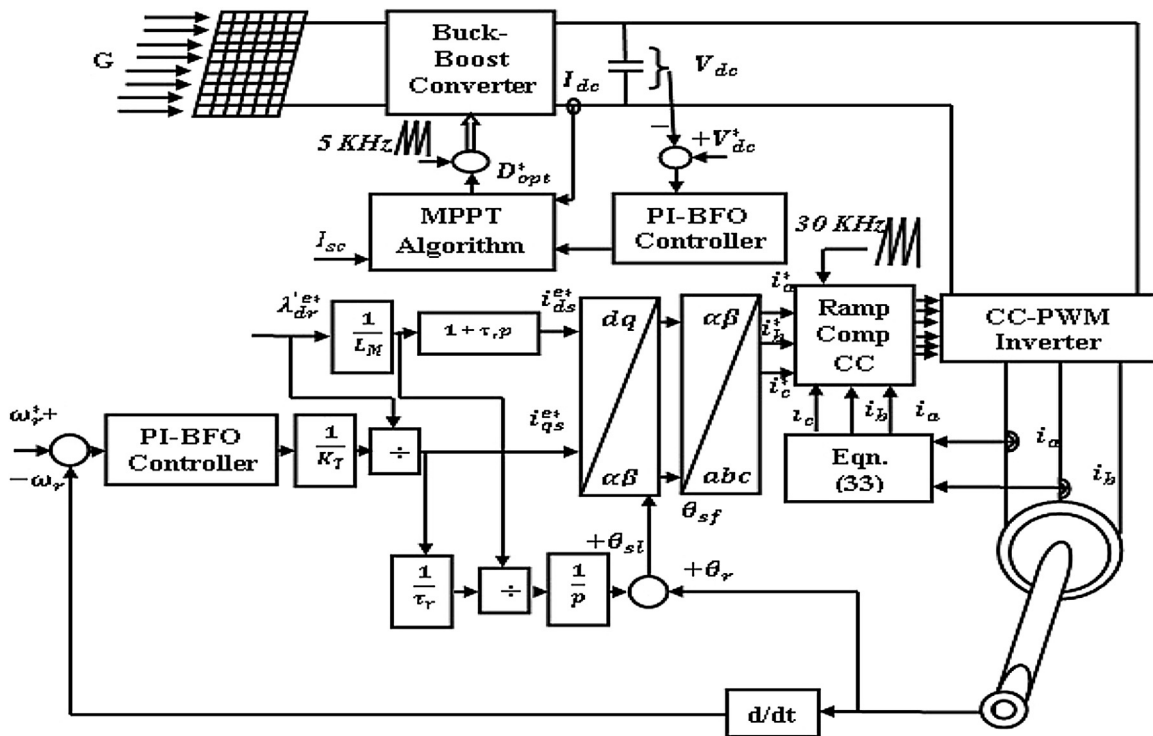 G
Buck-
Boost
Converter
I_dc
V_dc
5 KHz
D*_opt
−
+V*_dc
MPPT
Algorithm
PI-BFO
Controller
I_sc
30 KHz
λ'^e*_dr
1/L_M
1+τ_r p
i^e*_ds
dq
αβ
αβ
abc
i*_a
i*_b
i*_c
Ramp
Comp
CC
CC-PWM
Inverter
ω*_r +
−ω_r
PI-BFO
Controller
1/K_T
÷
i^e*_qs
i_c
i_b
i_a
Eqn.
(33)
i_a
i_b
θ_sf
+θ_sl
+θ_r
1/τ_r
÷
1/p
d/dt